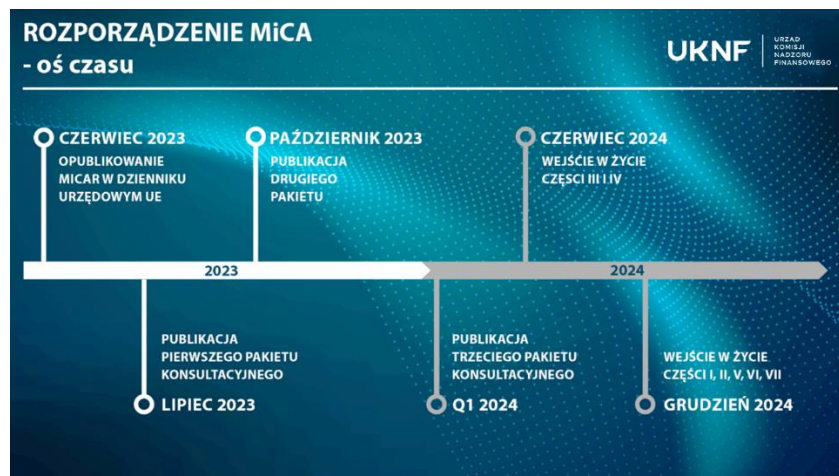 ROZPORZĄDZENIE MiCA
- oś czasu
UKNF
URZĄD
KOMISJI
NADZORU
FINANSOWEGO
CZERWIEC 2023
OPUBLIKOWANIE
MICAR W DZIENNIKU
URZĘDOWYM UE
PAŹDZIERNIK 2023
PUBLIKACJA
DRUGIEGO
PAKIETU
CZERWIEC 2024
WEJŚCIE W ŻYCIE
CZĘŚCI III I IV
2023
2024
PUBLIKACJA
PIERWSZEGO PAKIETU
KONSULTACYJNEGO
LIPIEC 2023
PUBLIKACJA
TRZECIEGO PAKIETU
KONSULTACYJNEGO
Q1 2024
WEJŚCIE W ŻYCIE
CZĘŚCI I, II, V, VI, VII
GRUDZIEŃ 2024